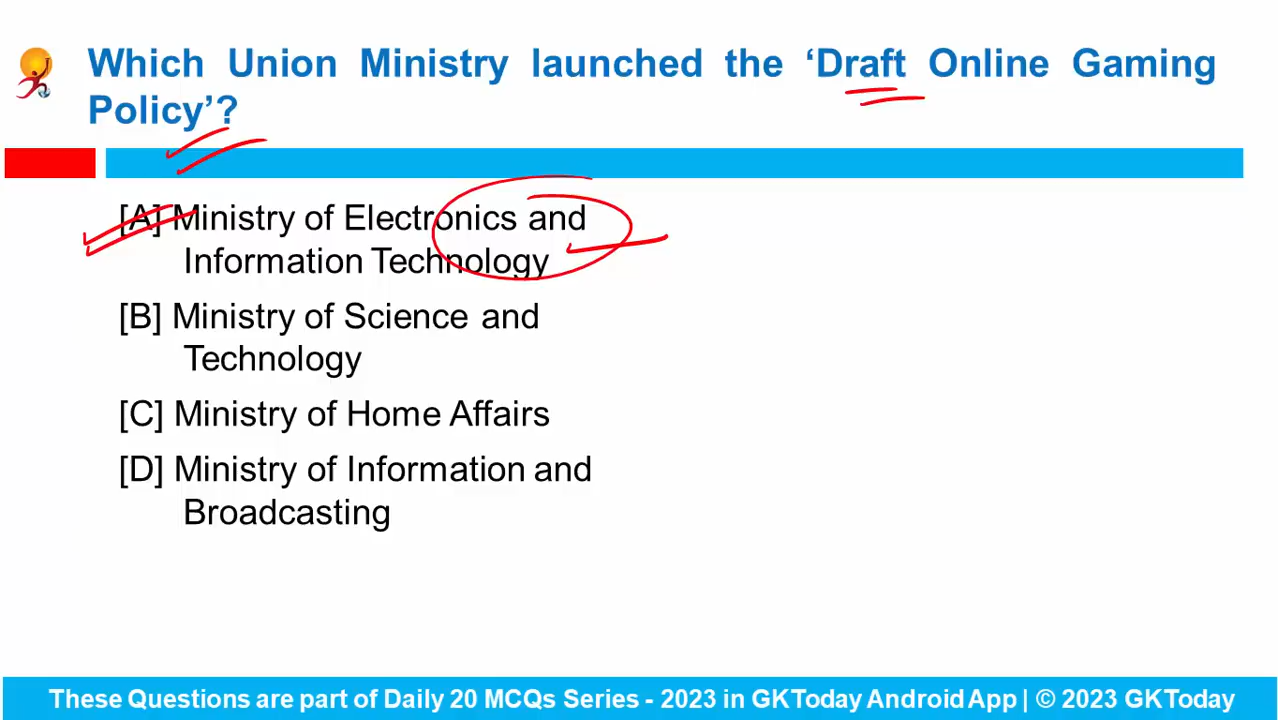 Which Union Ministry launched the ‘Draft Online Gaming
Policy’?
[A] Ministry of Electronics and
Information Technology
[B] Ministry of Science and
Technology
[C] Ministry of Home Affairs
[D] Ministry of Information and
Broadcasting
These Questions are part of Daily 20 MCQs Series - 2023 in GKToday Android App | © 2023 GKToday